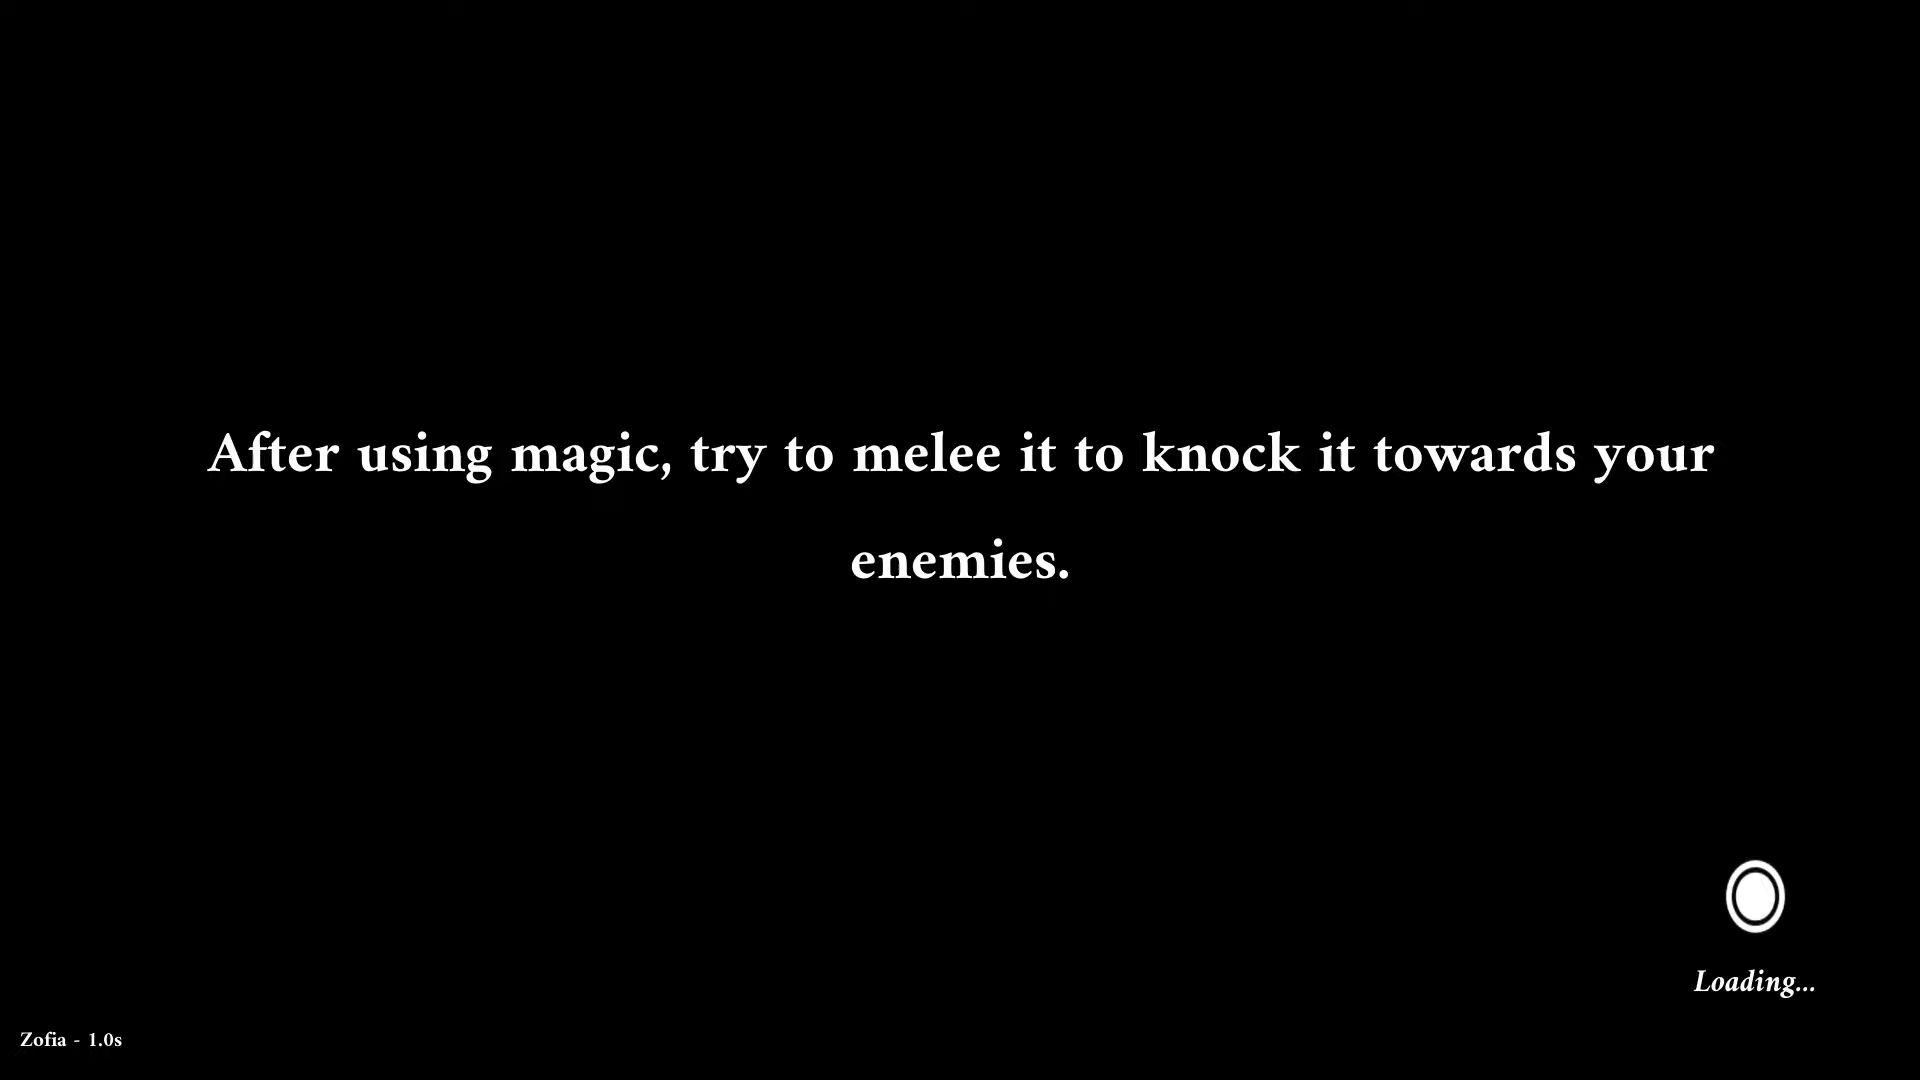 After using magic, try to melee it to knock it towards your
enemies.
Loading...
Zofia - 1.0s